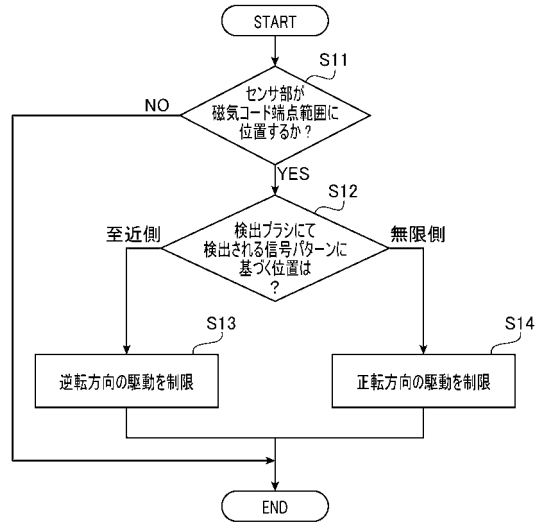 START
S11
センサ部が
磁気コード端点範囲に
位置するか?
NO
YES
S12
検出ブラシにて
検出される信号パターンに
基づく位置は
?
至近側
無限側
S13
逆転方向の駆動を制限
S14
正転方向の駆動を制限
END